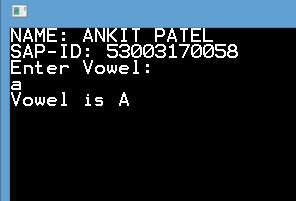 NAME: ANKIT PATEL
SAP-ID: 53003170058
Enter Vowel:
a
Vowel is A